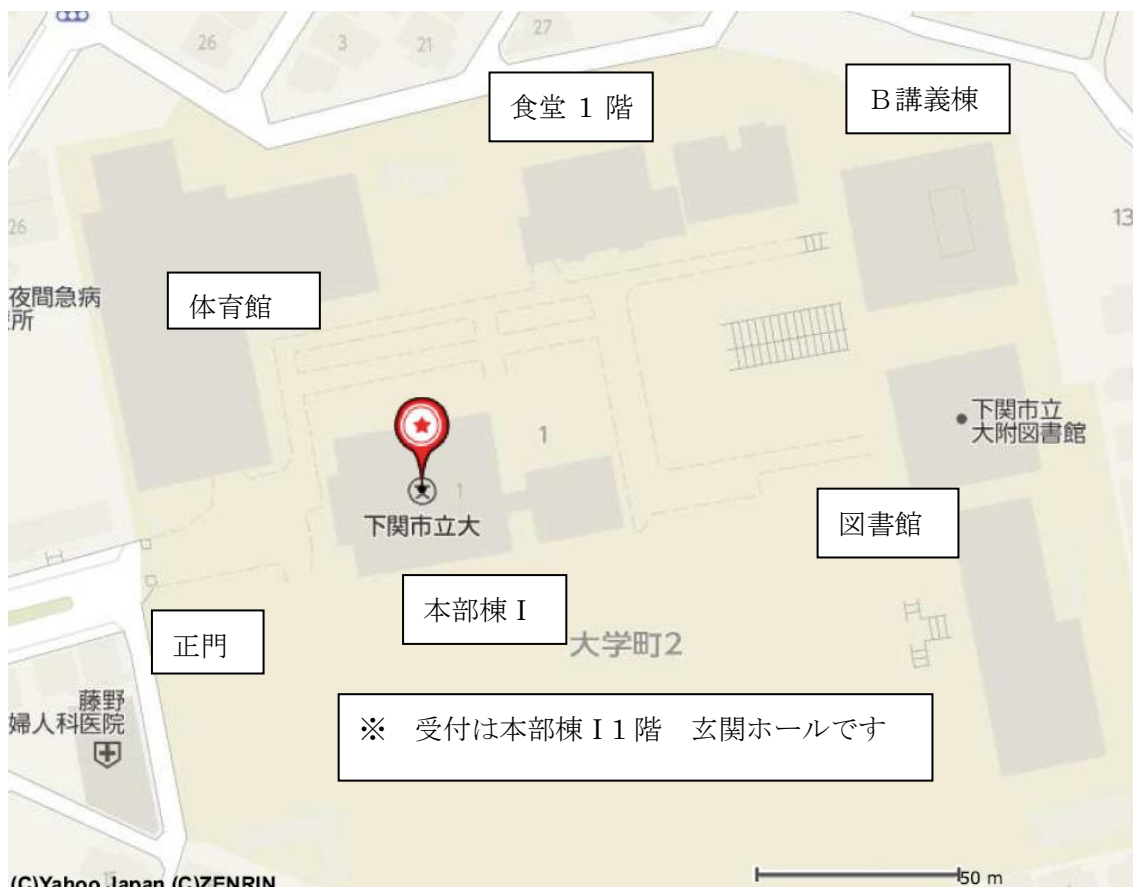 26
3
21
27
食堂 1 階
B講義棟
26
13
夜間急病
所
体育館
下関市立
大附図書館
1
1
下関市立大
図書館
本部棟Ⅰ
正門
大学町2
藤野
婦人科医院
※ 受付は本部棟Ⅰ1階 玄関ホールです
50 m
(C)Yahoo Japan (C)ZENRIN